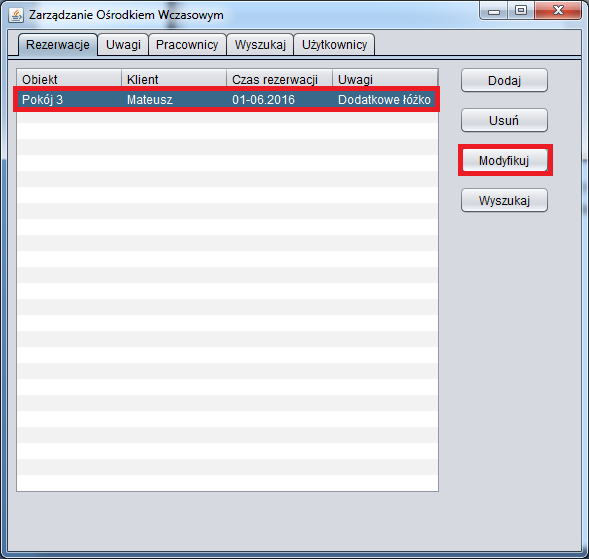 Zarządzanie Ośrodkiem Wczasowym
Rezerwacje Uwagi Pracownicy Wyszukaj Użytkownicy
Obiekt Klient Czas rezerwacji Uwagi
Pokój 3 Mateusz 01-06.2016 Dodatkowe łóżko
Dodaj
Usuń
Modyfikuj
Wyszukaj